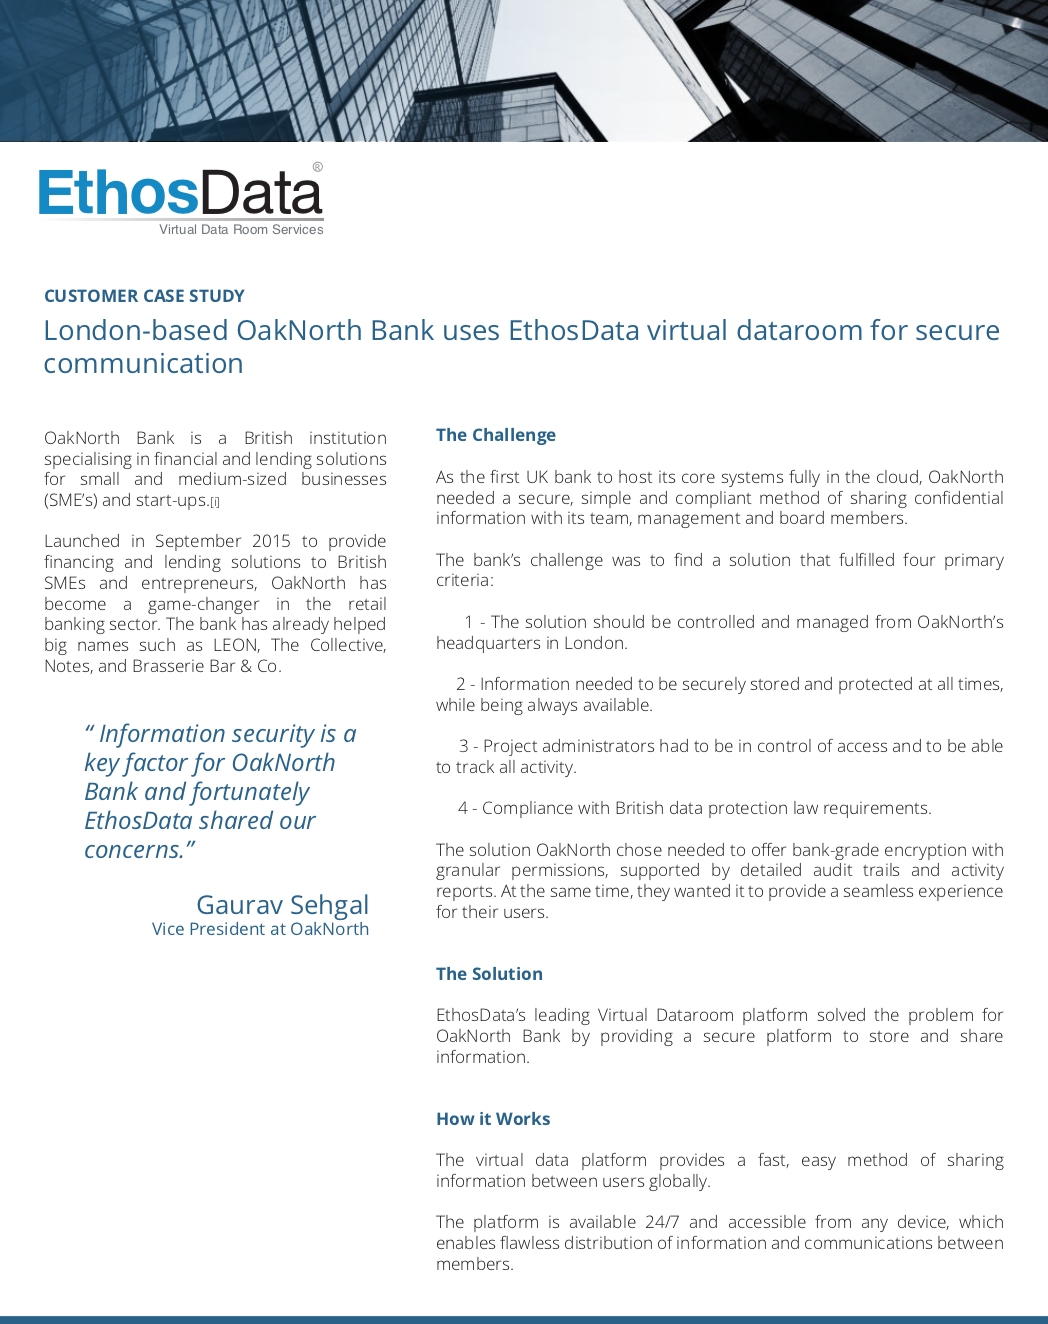 EthosData®
Virtual Data Room Services
CUSTOMER CASE STUDY
London-based OakNorth Bank uses EthosData virtual dataroom for secure
communication
OakNorth Bank is a British institution
specialising in financial and lending solutions
for small and medium-sized businesses
(SME’s) and start-ups.[i]
Launched in September 2015 to provide
financing and lending solutions to British
SMEs and entrepreneurs, OakNorth has
become a game-changer in the retail
banking sector. The bank has already helped
big names such as LEON, The Collective,
Notes, and Brasserie Bar & Co.
“ Information security is a
key factor for OakNorth
Bank and fortunately
EthosData shared our
concerns.”
Gaurav Sehgal
Vice President at OakNorth
The Challenge
As the first UK bank to host its core systems fully in the cloud, OakNorth
needed a secure, simple and compliant method of sharing confidential
information with its team, management and board members.
The bank’s challenge was to find a solution that fulfilled four primary
criteria:
1 - The solution should be controlled and managed from OakNorth’s
headquarters in London.
2 - Information needed to be securely stored and protected at all times,
while being always available.
3 - Project administrators had to be in control of access and to be able
to track all activity.
4 - Compliance with British data protection law requirements.
The solution OakNorth chose needed to offer bank-grade encryption with
granular permissions, supported by detailed audit trails and activity
reports. At the same time, they wanted it to provide a seamless experience
for their users.
The Solution
EthosData’s leading Virtual Dataroom platform solved the problem for
OakNorth Bank by providing a secure platform to store and share
information.
How it Works
The virtual data platform provides a fast, easy method of sharing
information between users globally.
The platform is available 24/7 and accessible from any device, which
enables flawless distribution of information and communications between
members.